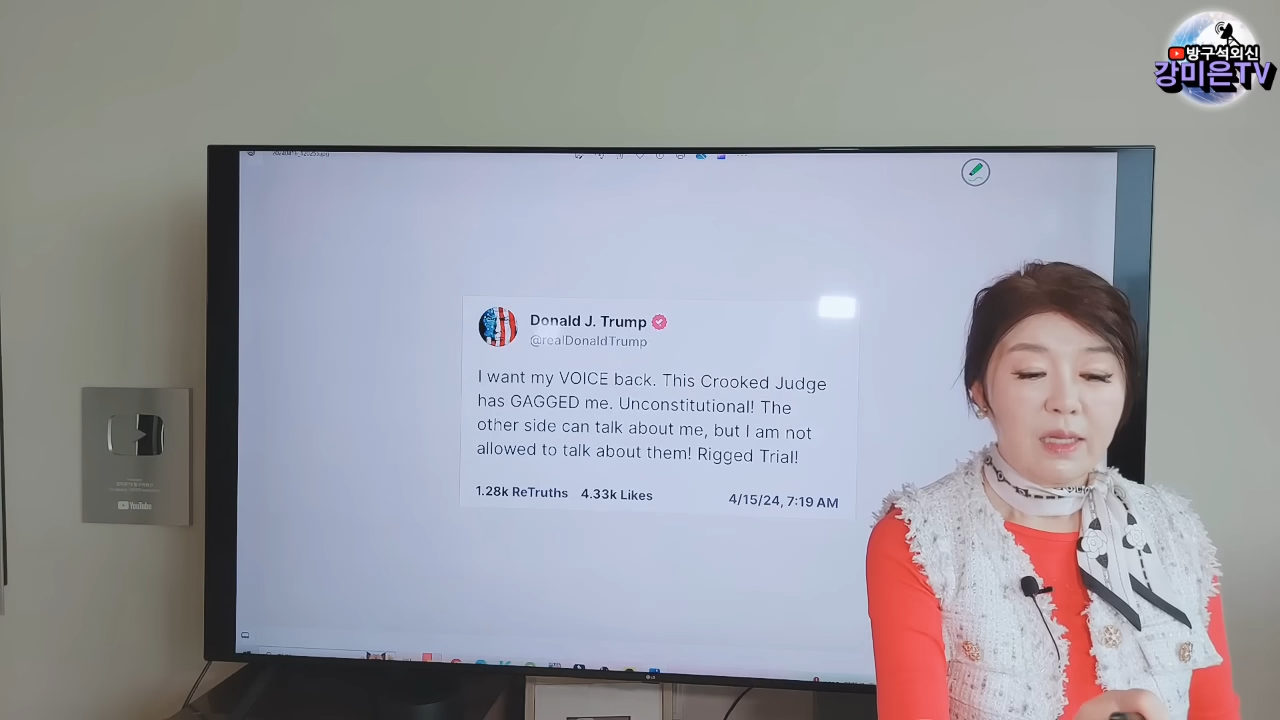 방구석외신
강미은TV
Donald J. Trump
@realDonaldTrump
I want my VOICE back. This Crooked Judge
has GAGGED me. Unconstitutional! The
other side can talk about me, but I am not
allowed to talk about them! Rigged Trial!
1.28k ReTruths 4.33k Likes
4/15/24, 7:19 AM
YouTube
LG